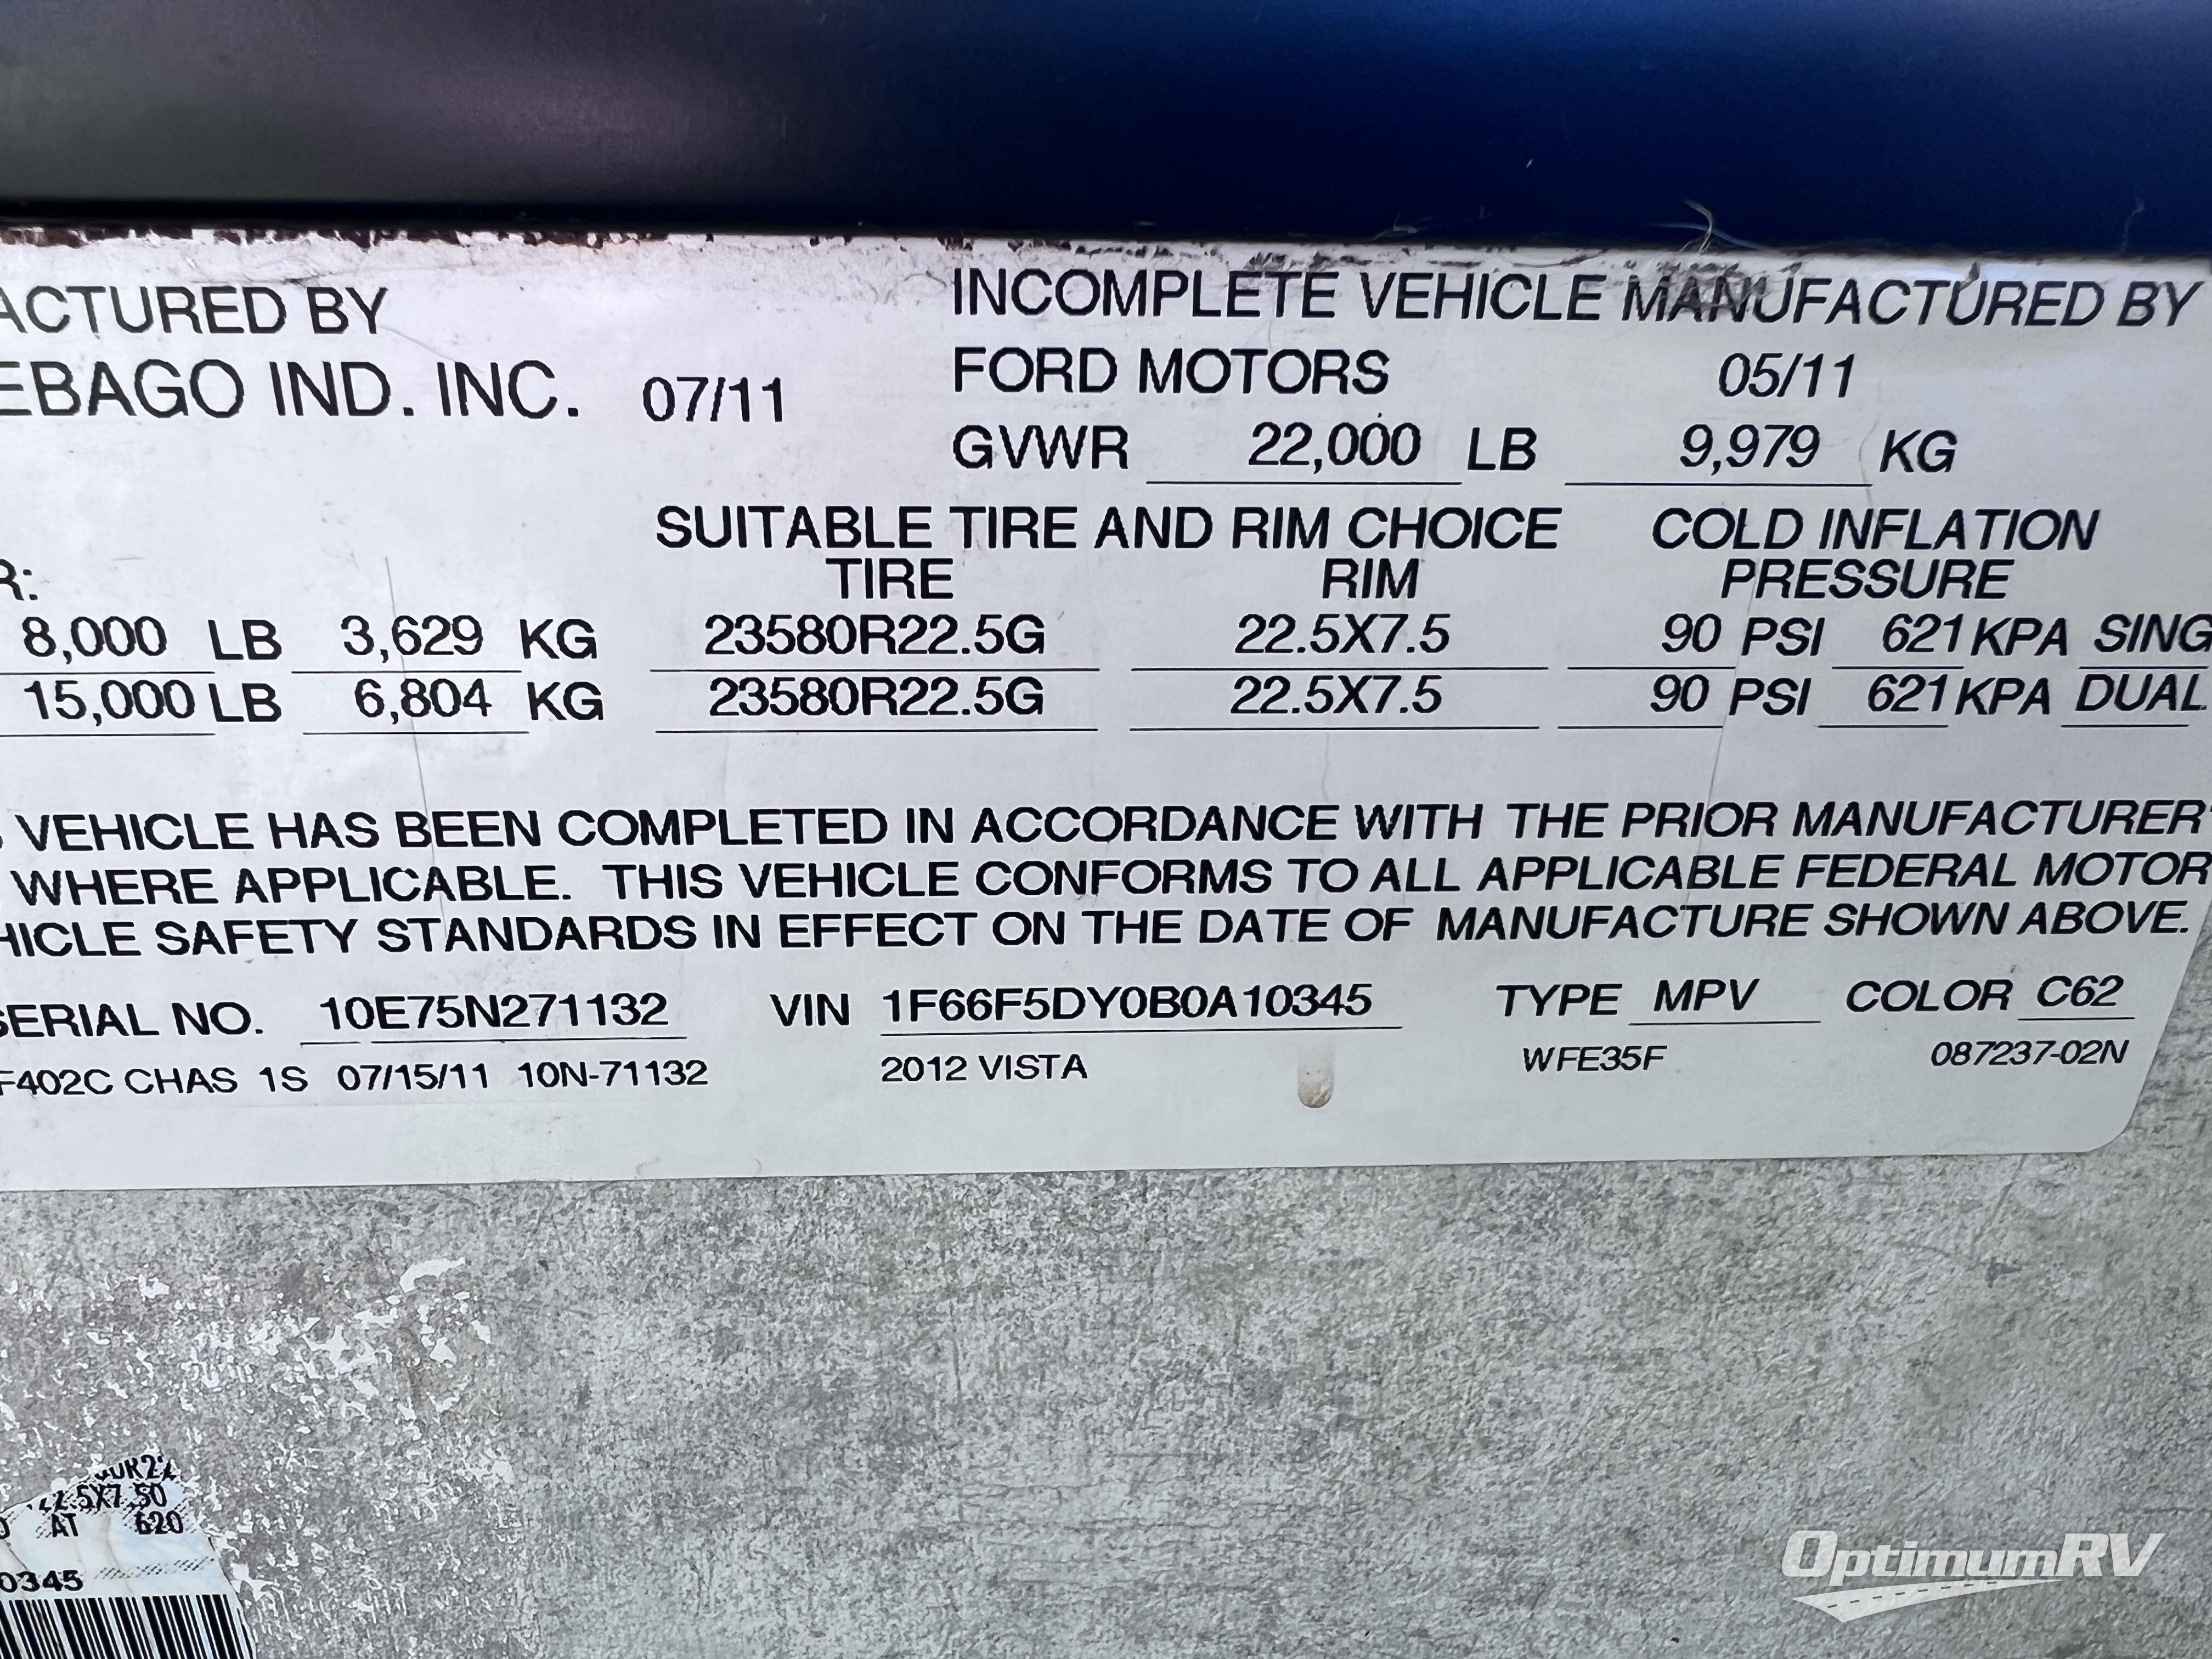 ACTURED BY
EBAGO IND. INC. 07/11
INCOMPLETE VEHICLE MANUFACTURED BY
FORD MOTORS 05/11
GVWR 22,000 LB 9,979 KG
SUITABLE TIRE AND RIM CHOICE COLD INFLATION
R: TIRE RIM PRESSURE
8,000 LB 3,629 KG 23580R22.5G 22.5X7.5 90 PSI 621 KPA SING
15,000 LB 6,804 KG 23580R22.5G 22.5X7.5 90 PSI 621 KPA DUAL
S VEHICLE HAS BEEN COMPLETED IN ACCORDANCE WITH THE PRIOR MANUFACTURER'
WHERE APPLICABLE. THIS VEHICLE CONFORMS TO ALL APPLICABLE FEDERAL MOTOR
HICLE SAFETY STANDARDS IN EFFECT ON THE DATE OF MANUFACTURE SHOWN ABOVE.
SERIAL NO. 10E75N271132 VIN 1F66F5DY0B0A10345 TYPE MPV COLOR C62
F402C CHAS 1S 07/15/11 10N-71132 2012 VISTA WFE35F 087237-02N
22.5X7.50
AT 620
0345
OptimumRV